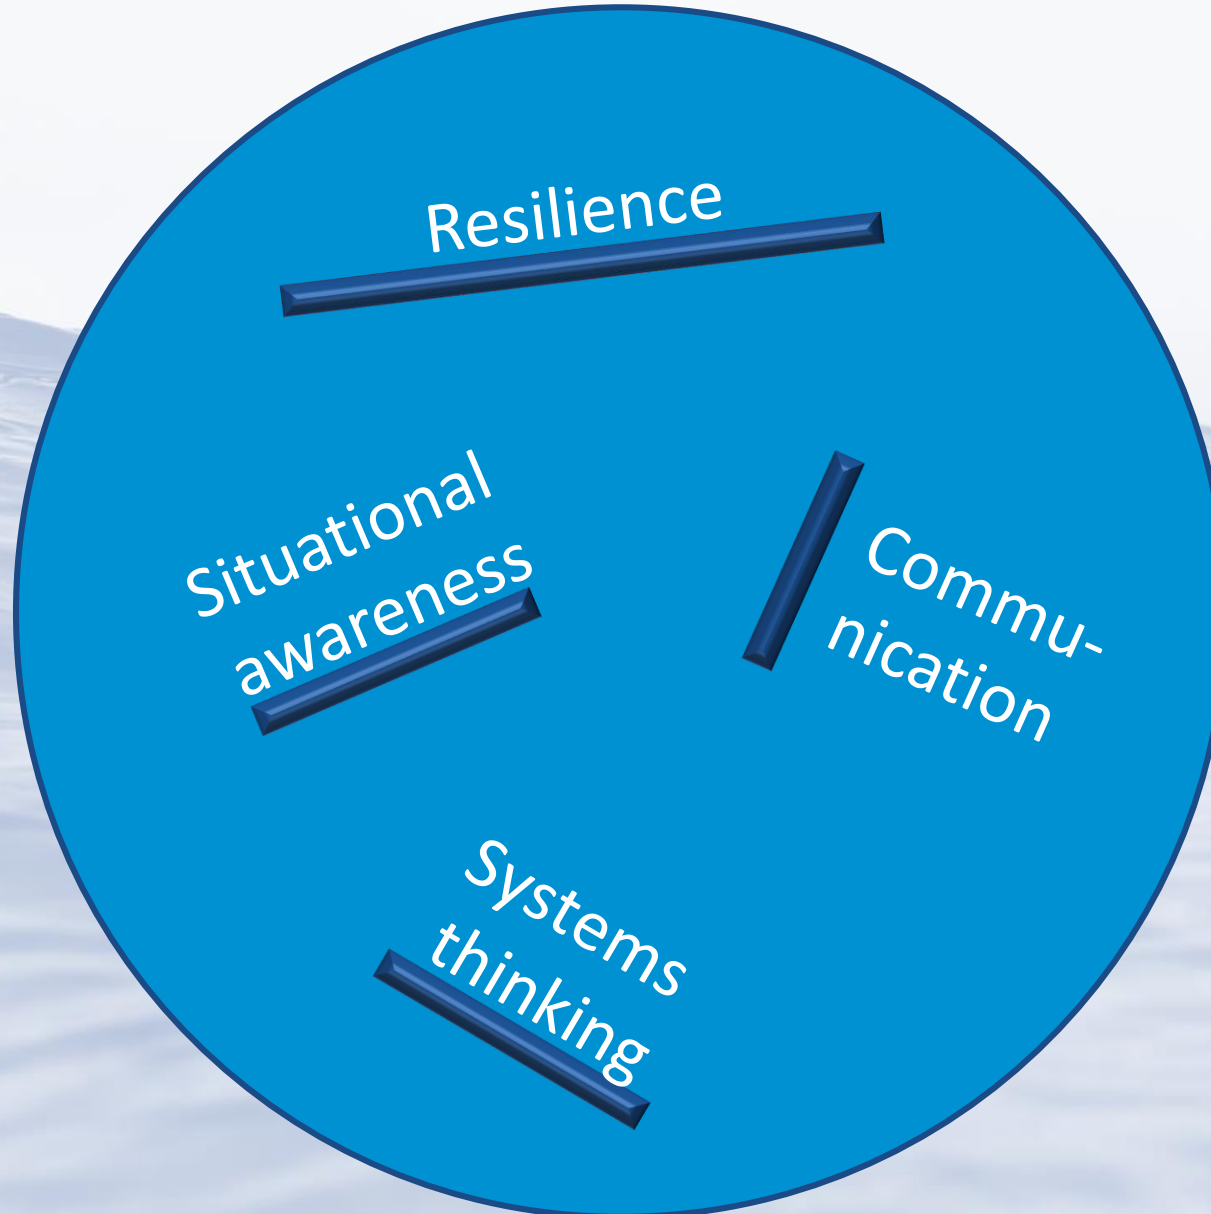 Resilience
Situational
awareness
Commu-
nication
Systems
thinking